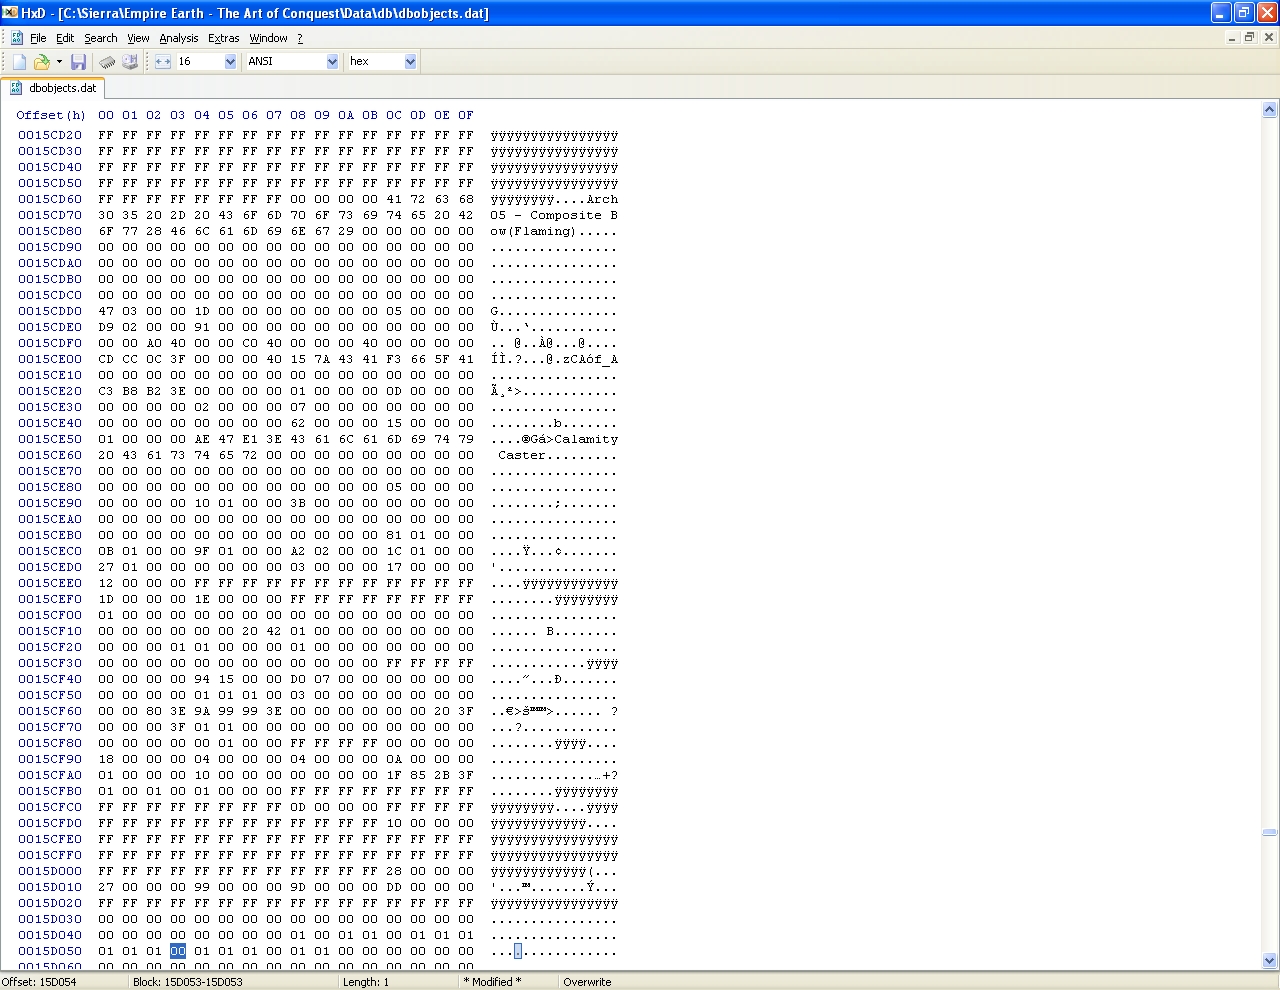 HxD - [C:\Sierra\Empire Earth - The Art of Conquest\Data\db\dbobjects.dat]
File Edit Search View Analysis Extras Window ?
16 ANSI hex
dbobjects.dat
Offset(h) 00 01 02 03 04 05 06 07 08 09 0A 0B 0C 0D 0E 0F
0015CD20 FF FF FF FF FF FF FF FF FF FF FF FF FF FF FF FF ÿÿÿÿÿÿÿÿÿÿÿÿÿÿÿÿ
0015CD30 FF FF FF FF FF FF FF FF FF FF FF FF FF FF FF FF ÿÿÿÿÿÿÿÿÿÿÿÿÿÿÿÿ
0015CD40 FF FF FF FF FF FF FF FF FF FF FF FF FF FF FF FF ÿÿÿÿÿÿÿÿÿÿÿÿÿÿÿÿ
0015CD50 FF FF FF FF FF FF FF FF FF FF FF FF FF FF FF FF ÿÿÿÿÿÿÿÿÿÿÿÿÿÿÿÿ
0015CD60 FF FF FF FF FF FF FF FF 00 00 00 00 41 72 63 68 ÿÿÿÿÿÿÿÿ....Arch
0015CD70 30 35 20 2D 20 43 6F 6D 70 6F 73 69 74 65 20 42 05 - Composite B
0015CD80 6F 77 28 46 6C 61 6D 69 6E 67 29 00 00 00 00 00 ow(Flaming).....
0015CD90 00 00 00 00 00 00 00 00 00 00 00 00 00 00 00 00 ................
0015CDA0 00 00 00 00 00 00 00 00 00 00 00 00 00 00 00 00 ................
0015CDB0 00 00 00 00 00 00 00 00 00 00 00 00 00 00 00 00 ................
0015CDC0 00 00 00 00 00 00 00 00 00 00 00 00 00 00 00 00 ................
0015CDD0 47 03 00 00 1D 00 00 00 00 00 00 00 05 00 00 00 G...............
0015CDE0 D9 02 00 00 91 00 00 00 00 00 00 00 00 00 00 00 Ù...‘...........
0015CDF0 00 00 A0 40 00 00 C0 40 00 00 00 40 00 00 00 00 .. @..À@...@....
0015CE00 CD CC 0C 3F 00 00 00 40 15 7A 43 41 F3 66 5F 41 ÍÌ.?...@.zCAóf_A
0015CE10 00 00 00 00 00 00 00 00 00 00 00 00 00 00 00 00 ................
0015CE20 C3 B8 B2 3E 00 00 00 00 01 00 00 00 0D 00 00 00 Ã¸²>............
0015CE30 00 00 00 00 02 00 00 00 07 00 00 00 00 00 00 00 ................
0015CE40 00 00 00 00 00 00 00 00 62 00 00 00 15 00 00 00 ........b.......
0015CE50 01 00 00 00 AE 47 E1 3E 43 61 6C 61 6D 69 74 79 ....®Gá>Calamity
0015CE60 20 43 61 73 74 65 72 00 00 00 00 00 00 00 00 00  Caster.........
0015CE70 00 00 00 00 00 00 00 00 00 00 00 00 00 00 00 00 ................
0015CE80 00 00 00 00 00 00 00 00 00 00 00 00 05 00 00 00 ................
0015CE90 00 00 00 00 10 01 00 00 3B 00 00 00 00 00 00 00 ........;.......
0015CEA0 00 00 00 00 00 00 00 00 00 00 00 00 00 00 00 00 ................
0015CEB0 00 00 00 00 00 00 00 00 00 00 00 00 81 01 00 00 ................
0015CEC0 0B 01 00 00 9F 01 00 00 A2 02 00 00 1C 01 00 00 ....Ÿ...¢.......
0015CED0 27 01 00 00 00 00 00 00 03 00 00 00 17 00 00 00 '...............
0015CEE0 12 00 00 00 FF FF FF FF FF FF FF FF FF FF FF FF ....ÿÿÿÿÿÿÿÿÿÿÿÿ
0015CEF0 1D 00 00 00 1E 00 00 00 FF FF FF FF FF FF FF FF ........ÿÿÿÿÿÿÿÿ
0015CF00 01 00 00 00 00 00 00 00 00 00 00 00 00 00 00 00 ................
0015CF10 00 00 00 00 00 00 20 42 01 00 00 00 00 00 00 00 ...... B........
0015CF20 00 00 00 01 01 00 00 00 01 00 00 00 00 00 00 00 ................
0015CF30 00 00 00 00 00 00 00 00 00 00 00 00 FF FF FF FF ............ÿÿÿÿ
0015CF40 00 00 00 00 94 15 00 00 D0 07 00 00 00 00 00 00 ....”...Ð.......
0015CF50 00 00 00 00 01 01 01 00 03 00 00 00 00 00 00 00 ................
0015CF60 00 00 80 3E 9A 99 99 3E 00 00 00 00 00 00 20 3F ..€>š™™>...... ?
0015CF70 00 00 00 3F 01 01 00 00 00 00 00 00 00 00 00 00 ...?............
0015CF80 00 00 00 00 00 01 00 00 FF FF FF FF 00 00 00 00 ........ÿÿÿÿ....
0015CF90 18 00 00 00 04 00 00 00 04 00 00 00 0A 00 00 00 ................
0015CFA0 01 00 00 00 10 00 00 00 00 00 00 00 1F 85 2B 3F .............…+?
0015CFB0 01 00 01 00 01 00 00 00 FF FF FF FF FF FF FF FF ........ÿÿÿÿÿÿÿÿ
0015CFC0 FF FF FF FF FF FF FF FF 0D 00 00 00 FF FF FF FF ÿÿÿÿÿÿÿÿ....ÿÿÿÿ
0015CFD0 FF FF FF FF FF FF FF FF FF FF FF FF 10 00 00 00 ÿÿÿÿÿÿÿÿÿÿÿÿ....
0015CFE0 FF FF FF FF FF FF FF FF FF FF FF FF FF FF FF FF ÿÿÿÿÿÿÿÿÿÿÿÿÿÿÿÿ
0015CFF0 FF FF FF FF FF FF FF FF FF FF FF FF FF FF FF FF ÿÿÿÿÿÿÿÿÿÿÿÿÿÿÿÿ
0015D000 FF FF FF FF FF FF FF FF FF FF FF FF 28 00 00 00 ÿÿÿÿÿÿÿÿÿÿÿÿ(...
0015D010 27 00 00 00 99 00 00 00 9D 00 00 00 DD 00 00 00 '...™.......Ý...
0015D020 FF FF FF FF FF FF FF FF FF FF FF FF FF FF FF FF ÿÿÿÿÿÿÿÿÿÿÿÿÿÿÿÿ
0015D030 00 00 00 00 00 00 00 00 00 00 00 00 00 00 00 00 ................
0015D040 00 00 00 00 00 00 00 00 01 00 01 01 00 01 01 01 ................
0015D050 01 01 01 00 01 01 01 00 01 01 00 00 00 00 00 00 ................
0015D060 00 00 00 00 00 00 00 00 00 00 00 00 00 00 00 00 ................
Offset: 15D054 Block: 15D053-15D053 Length: 1 * Modified * Overwrite